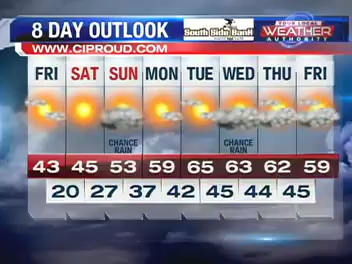 8 DAY OUTLOOK
South Side Bank
YOUR LOCAL
WEATHER
AUTHORITY
WWW.CIPROUD.COM
FRI SAT SUN MON TUE WED THU FRI
CHANCE RAIN CHANCE RAIN
43 45 53 59 65 63 62 59
20 27 37 42 45 44 45